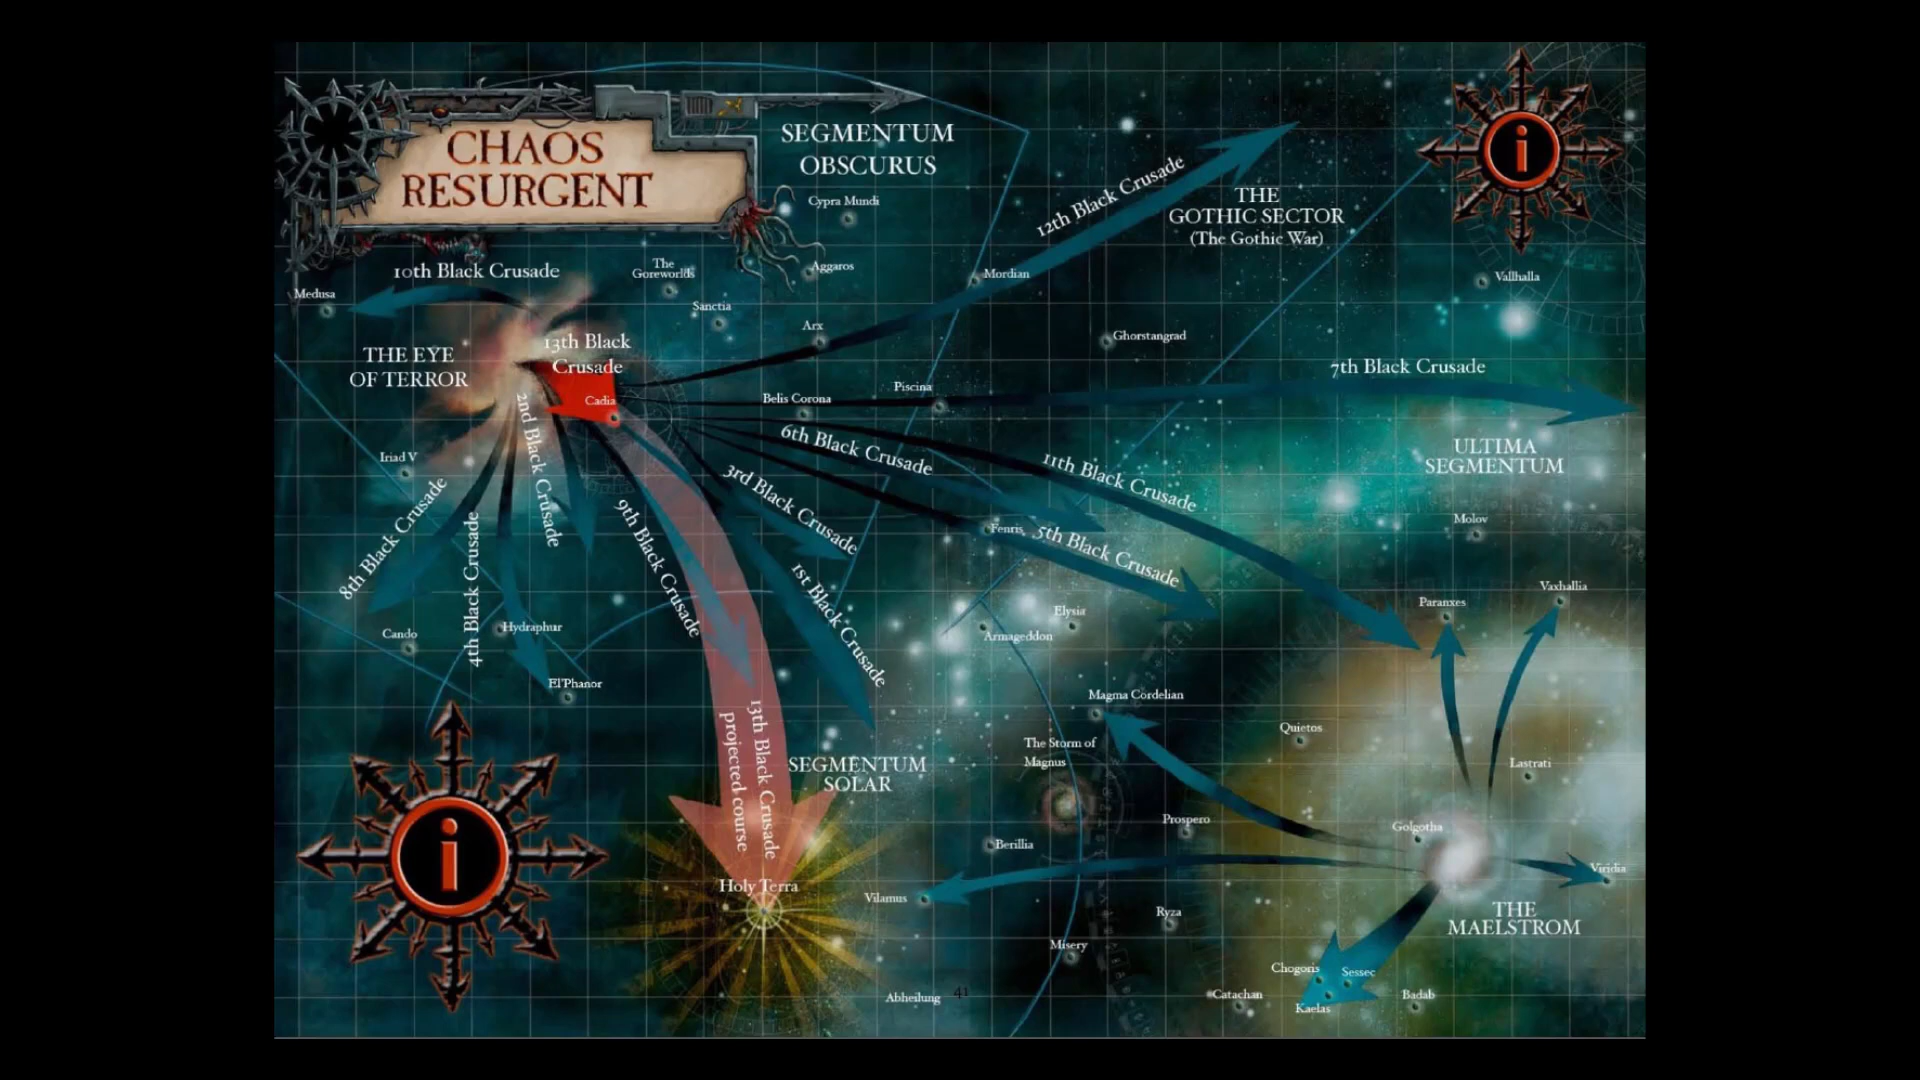 CHAOS
RESURGENT
SEGMENTUM
OBSCURUS
Cypra Mundi
12th Black Crusade
THE
GOTHIC SECTOR
(The Gothic War)
i
10th Black Crusade
Medusa
The
Goreworlds
Aggaros
Mordian
Vallhalla
Sanctia
Arx
Ghorstangrad
THE EYE
OF TERROR
13th Black
Crusade
Cadia
Belis Corona
Piscina
7th Black Crusade
ULTIMA
SEGMENTUM
Iriad V
2nd Black Crusade
6th Black Crusade
11th Black Crusade
3rd Black Crusade
8th Black Crusade
4th Black Crusade
9th Black Crusade
Fenris
5th Black Crusade
Molov
1st Black Crusade
Vaxhallia
Paranxes
Elysia
Armageddon
Cando
Hydraphur
El'Phanor
Magma Cordelian
Quietos
The Storm of
Magnus
Lastrati
13th Black Crusade
projected course
SEGMENTUM
SOLAR
Prospero
Golgotha
Berillia
i
Holy Terra
Vilamus
Viridia
Ryza
THE
MAELSTROM
Misery
Chogoris
Sessec
Abheilung
41
Catachan
Kaelas
Badab